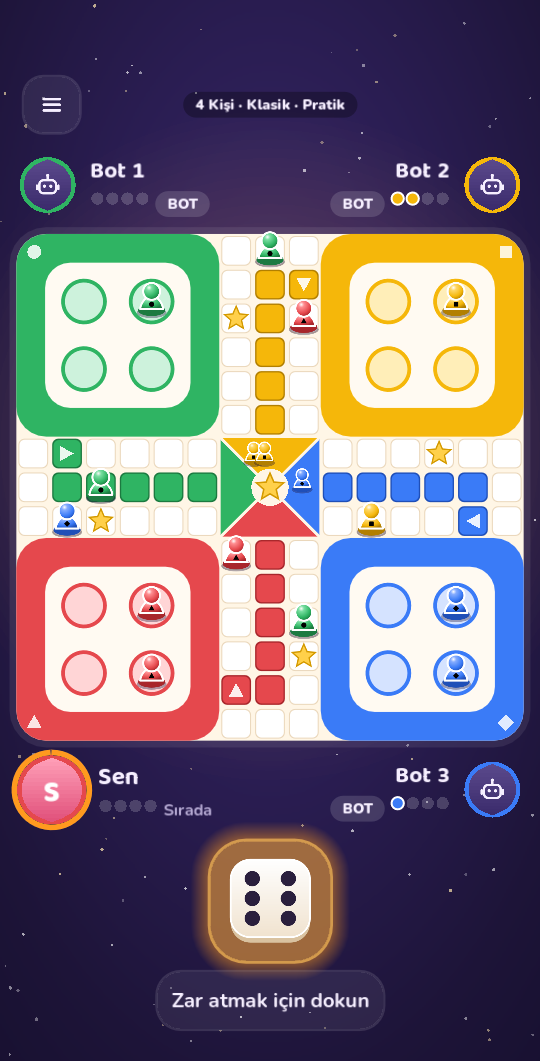 4 Kişi · Klasik · Pratik
Bot 1
BOT
Bot 2
BOT
S
Sen
Sırada
Bot 3
BOT
Zar atmak için dokun